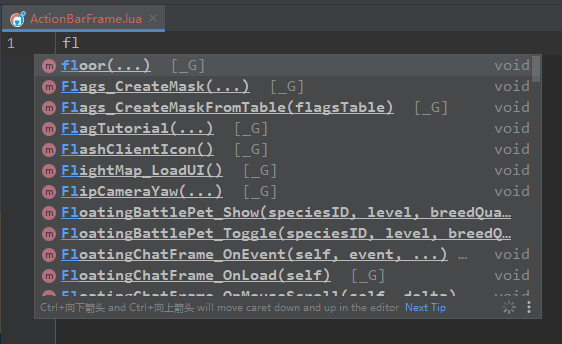 ActionBarFrame.lua
1 fl
floor(...) [_G] void
Flags_CreateMask(...) [_G] void
Flags_CreateMaskFromTable(flagsTable) [_G] void
FlagTutorial(...) [_G] void
FlashClientIcon() [_G] void
FlightMap_LoadUI() [_G] void
FlipCameraYaw(...) [_G] void
FloatingBattlePet_Show(speciesID, level, breedQua…
FloatingBattlePet_Toggle(speciesID, level, breedQ…
FloatingChatFrame_OnEvent(self, event, ...) … void
FloatingChatFrame_OnLoad(self) [_G] void
FloatingChatFrame_OnMouseScroll(self, delta) void
Ctrl+向下箭头 and Ctrl+向上箭头 will move caret down and up in the editor Next Tip